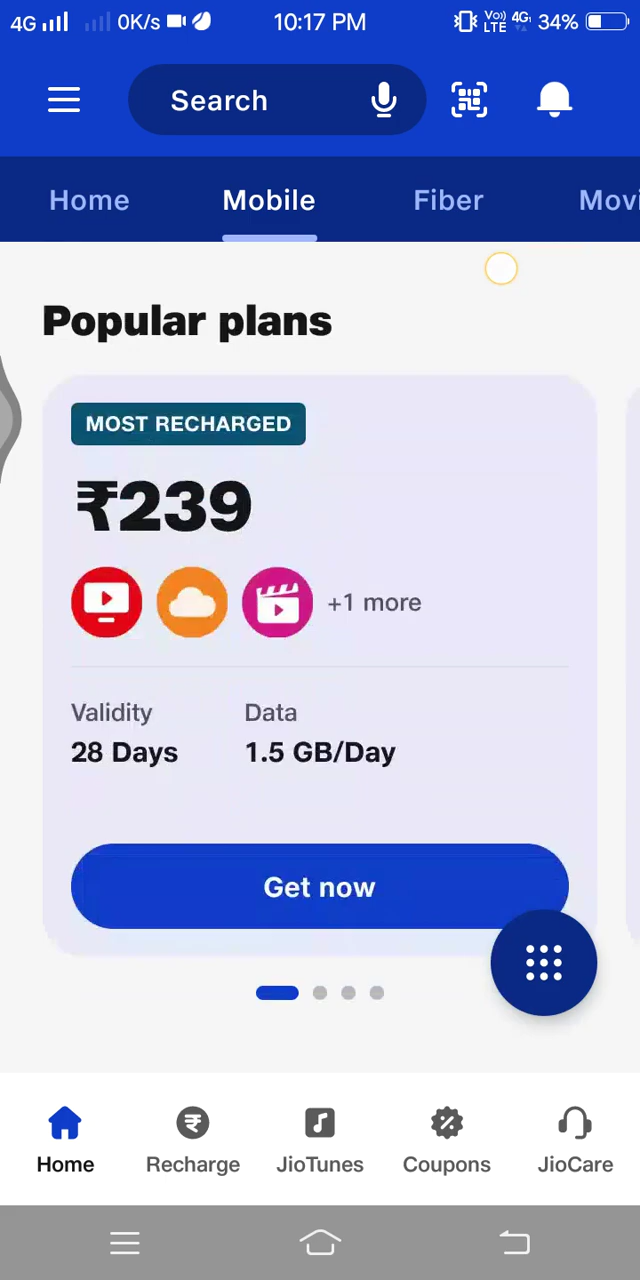 4G 0K/s 10:17 PM Vo)) LTE 4G 34%
Search
Home Mobile Fiber Movi
Popular plans
MOST RECHARGED
₹239
+1 more
Validity Data
28 Days 1.5 GB/Day
Get now
Home Recharge JioTunes Coupons JioCare